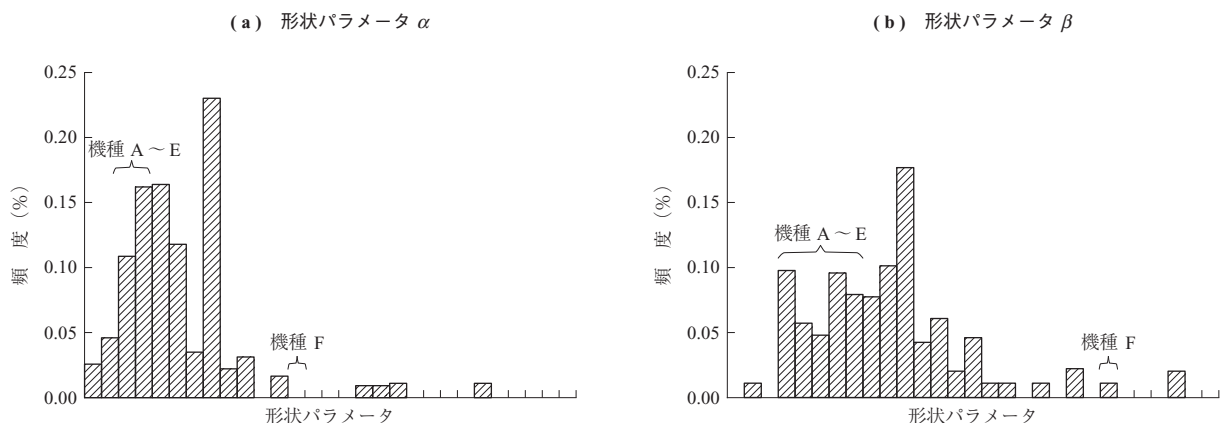 (a) 形状パラメータ α
0.25
0.20
0.15
0.10
0.05
0.00
頻 度 (%)
機種 A ～ E
機種 F
形状パラメータ
(b) 形状パラメータ β
0.25
0.20
0.15
0.10
0.05
0.00
頻 度 (%)
機種 A ～ E
機種 F
形状パラメータ